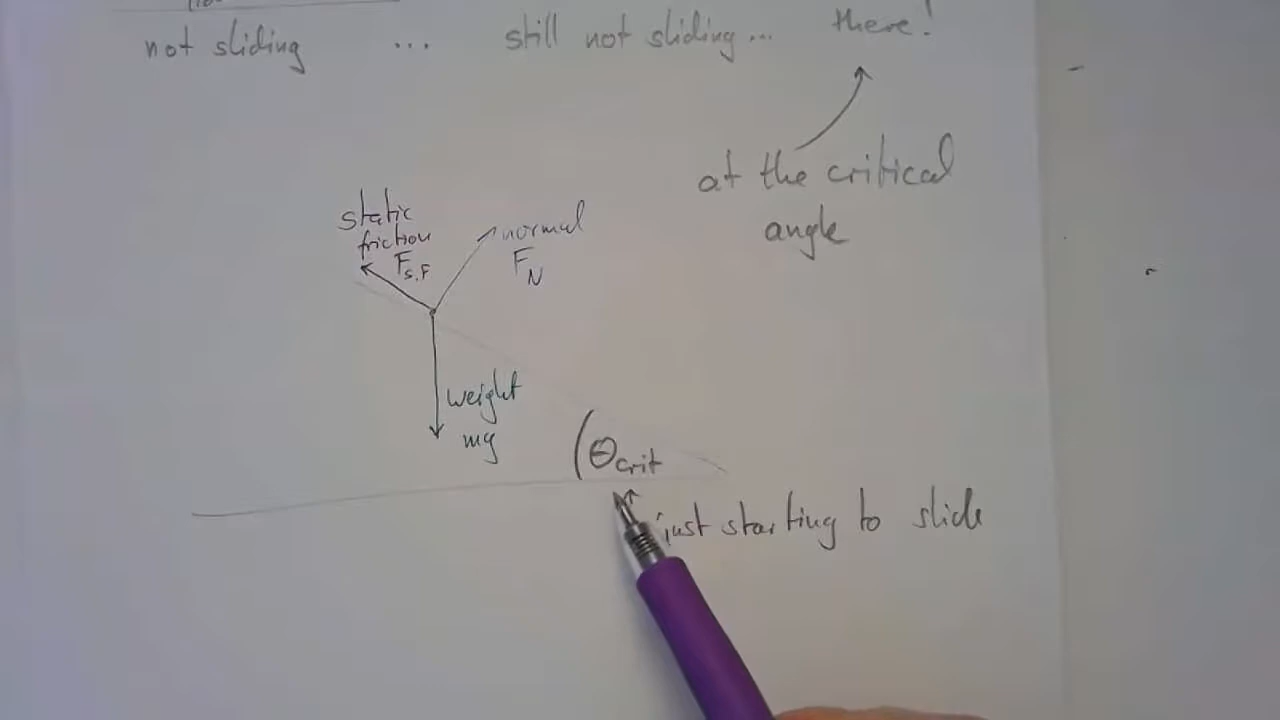 not sliding ... still not sliding... there!
at the critical
angle
static
friction
F_S,F
normal
F_N
weight
mg
θ_crit
just starting to slide